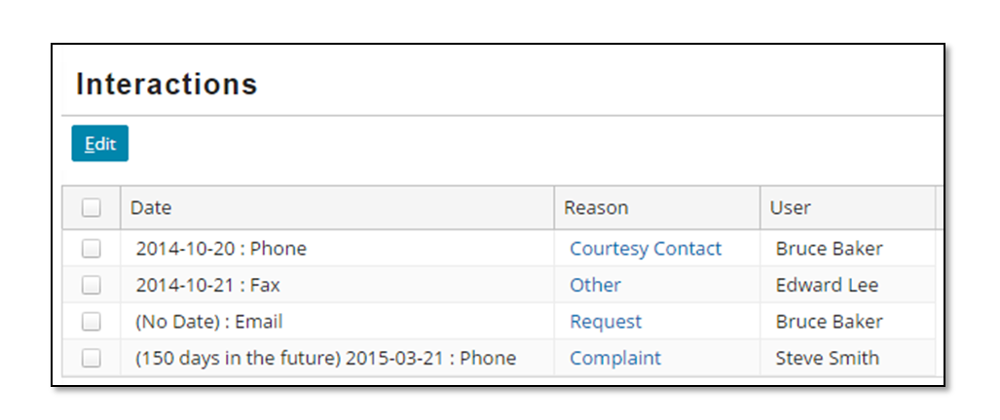 Interactions
Edit
Date Reason User
2014-10-20 : Phone Courtesy Contact Bruce Baker
2014-10-21 : Fax Other Edward Lee
(No Date) : Email Request Bruce Baker
(150 days in the future) 2015-03-21 : Phone Complaint Steve Smith